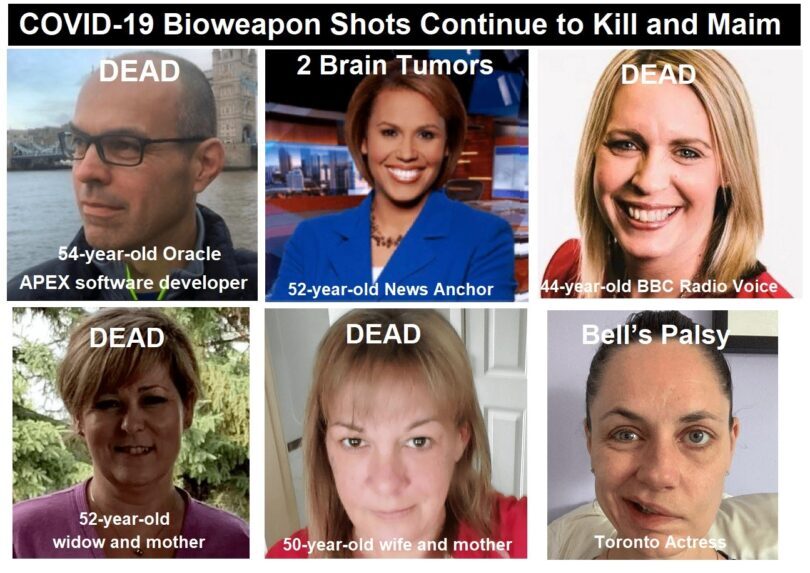 COVID-19 Bioweapon Shots Continue to Kill and Maim
DEAD
54-year-old Oracle
APEX software developer
2 Brain Tumors
52-year-old News Anchor
DEAD
44-year-old BBC Radio Voice
DEAD
52-year-old
widow and mother
DEAD
50-year-old wife and mother
Bell's Palsy
Toronto Actress